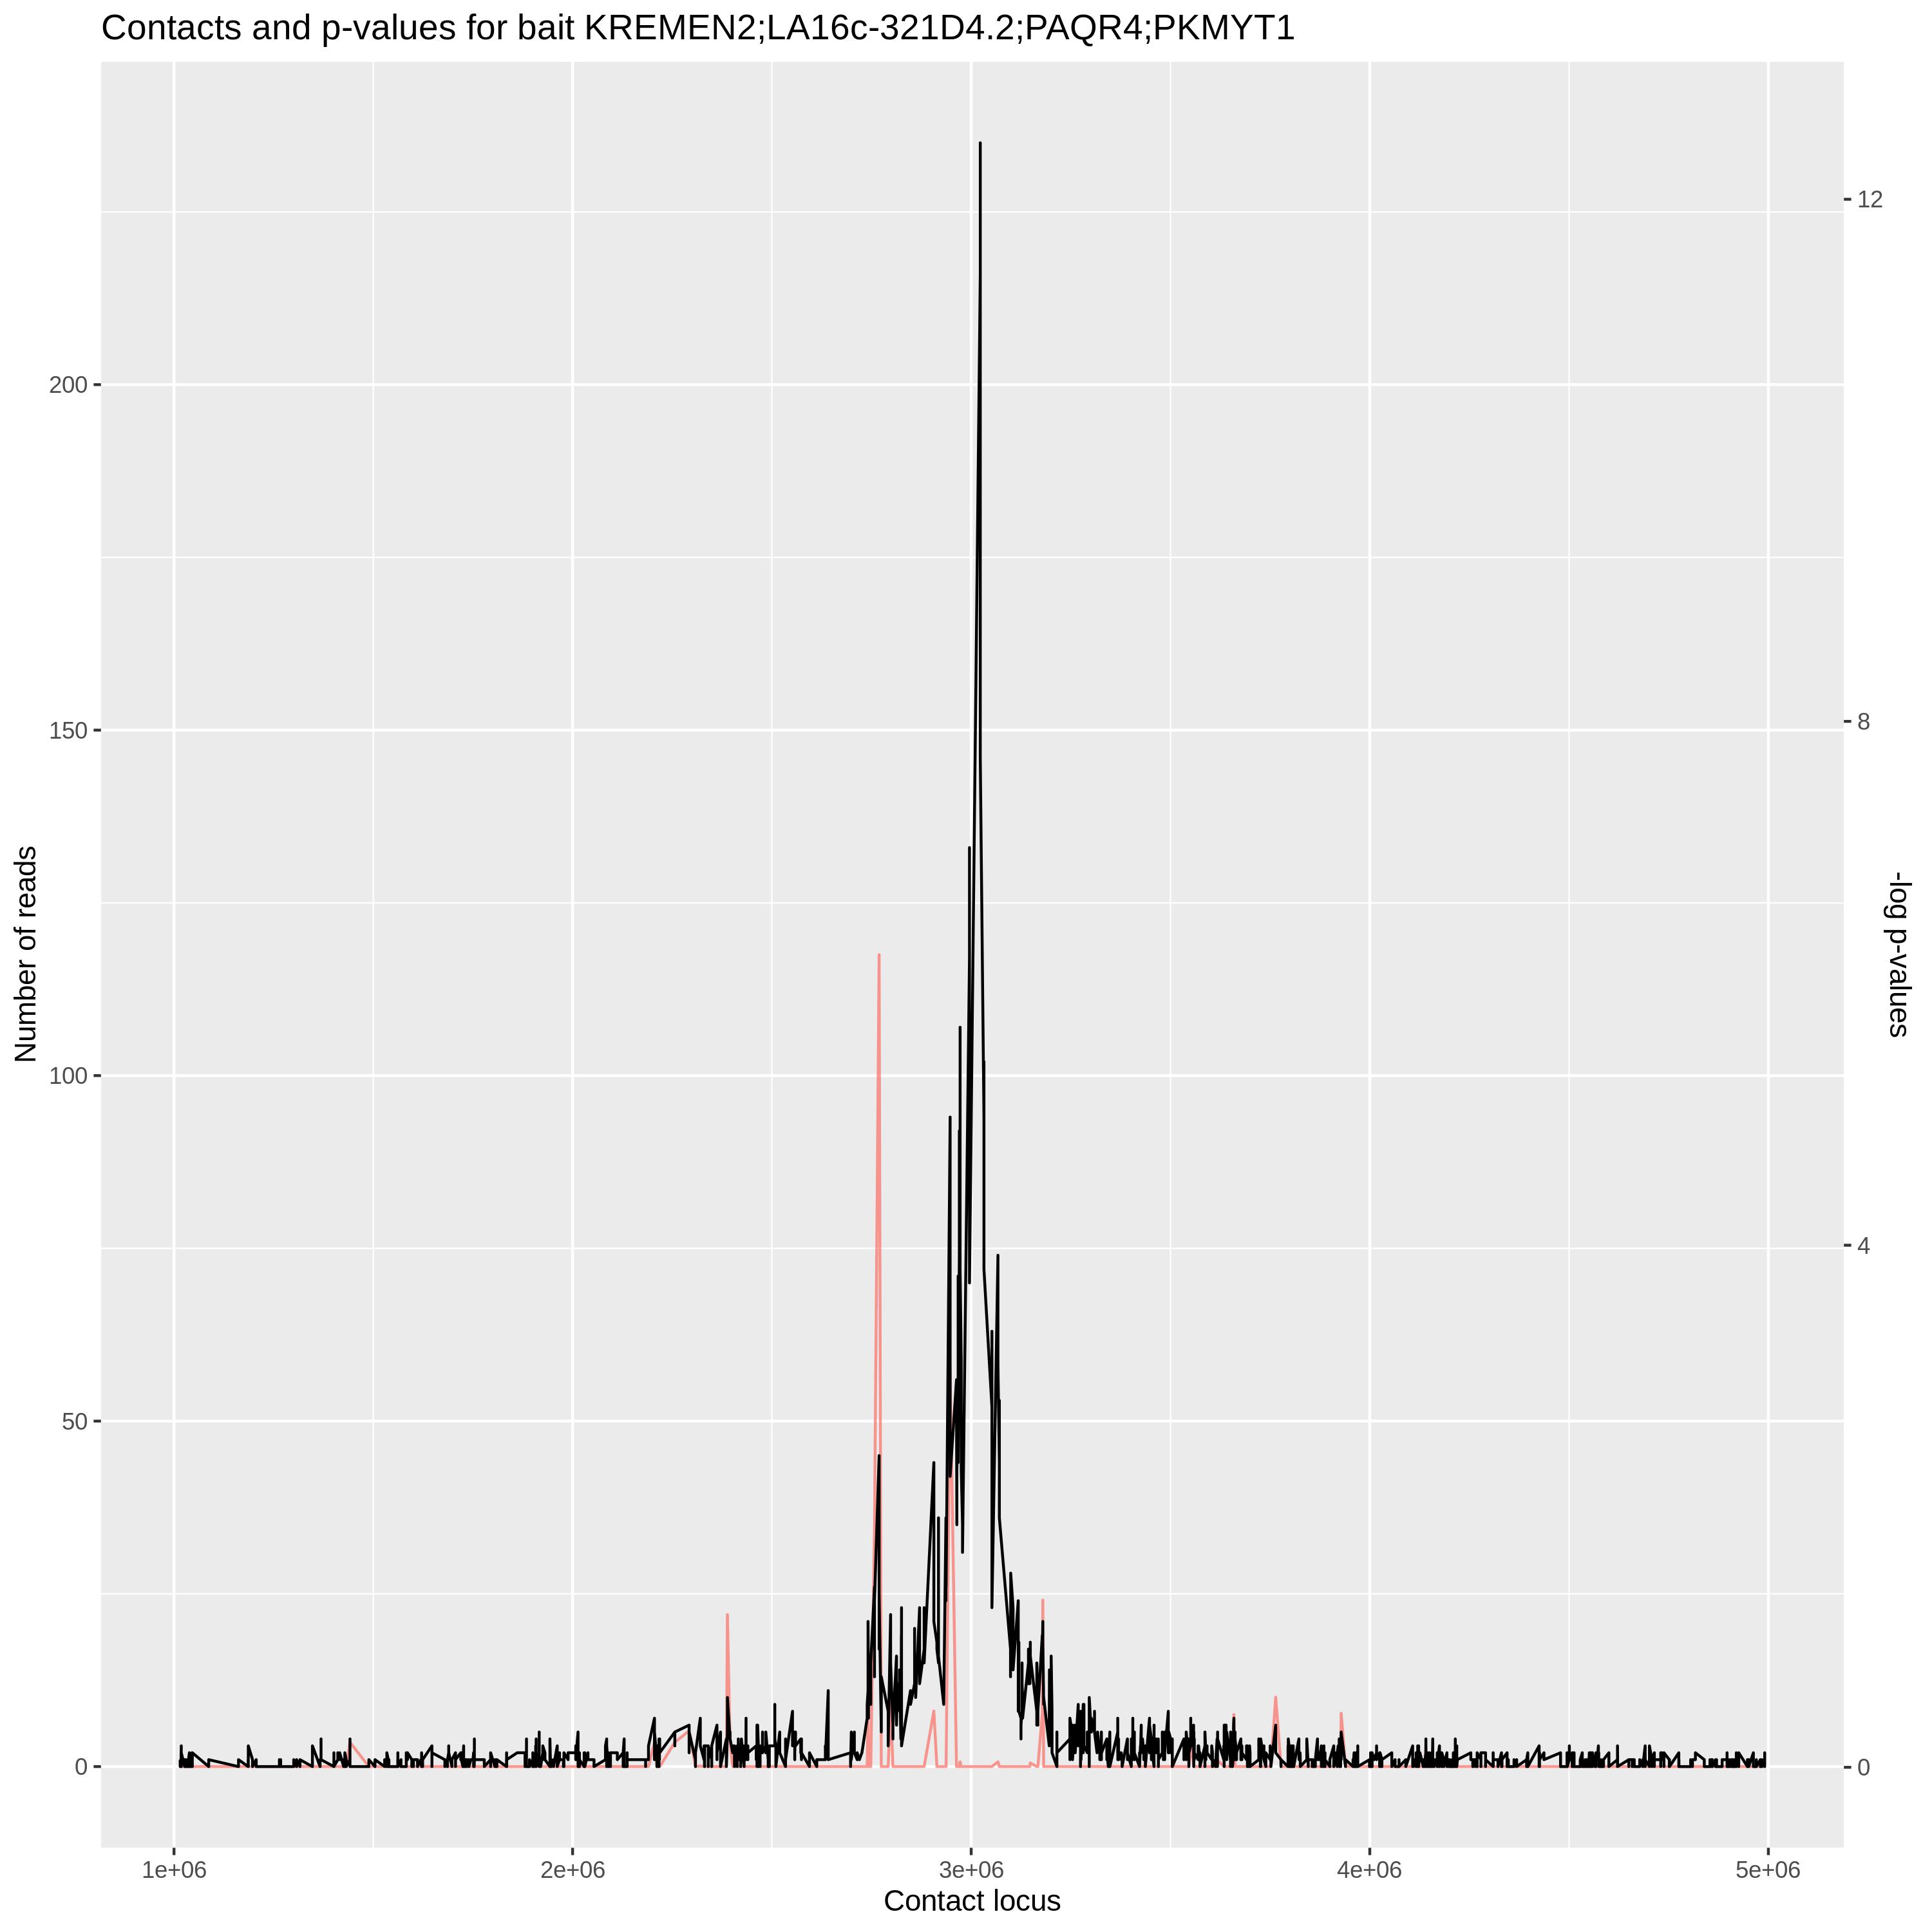 Contacts and p-values for bait KREMEN2;LA16c-321D4.2;PAQR4;PKMYT1
Number of reads
200
150
100
50
0
12
8
4
0
-log p-values
1e+06
2e+06
3e+06
4e+06
5e+06
Contact locus